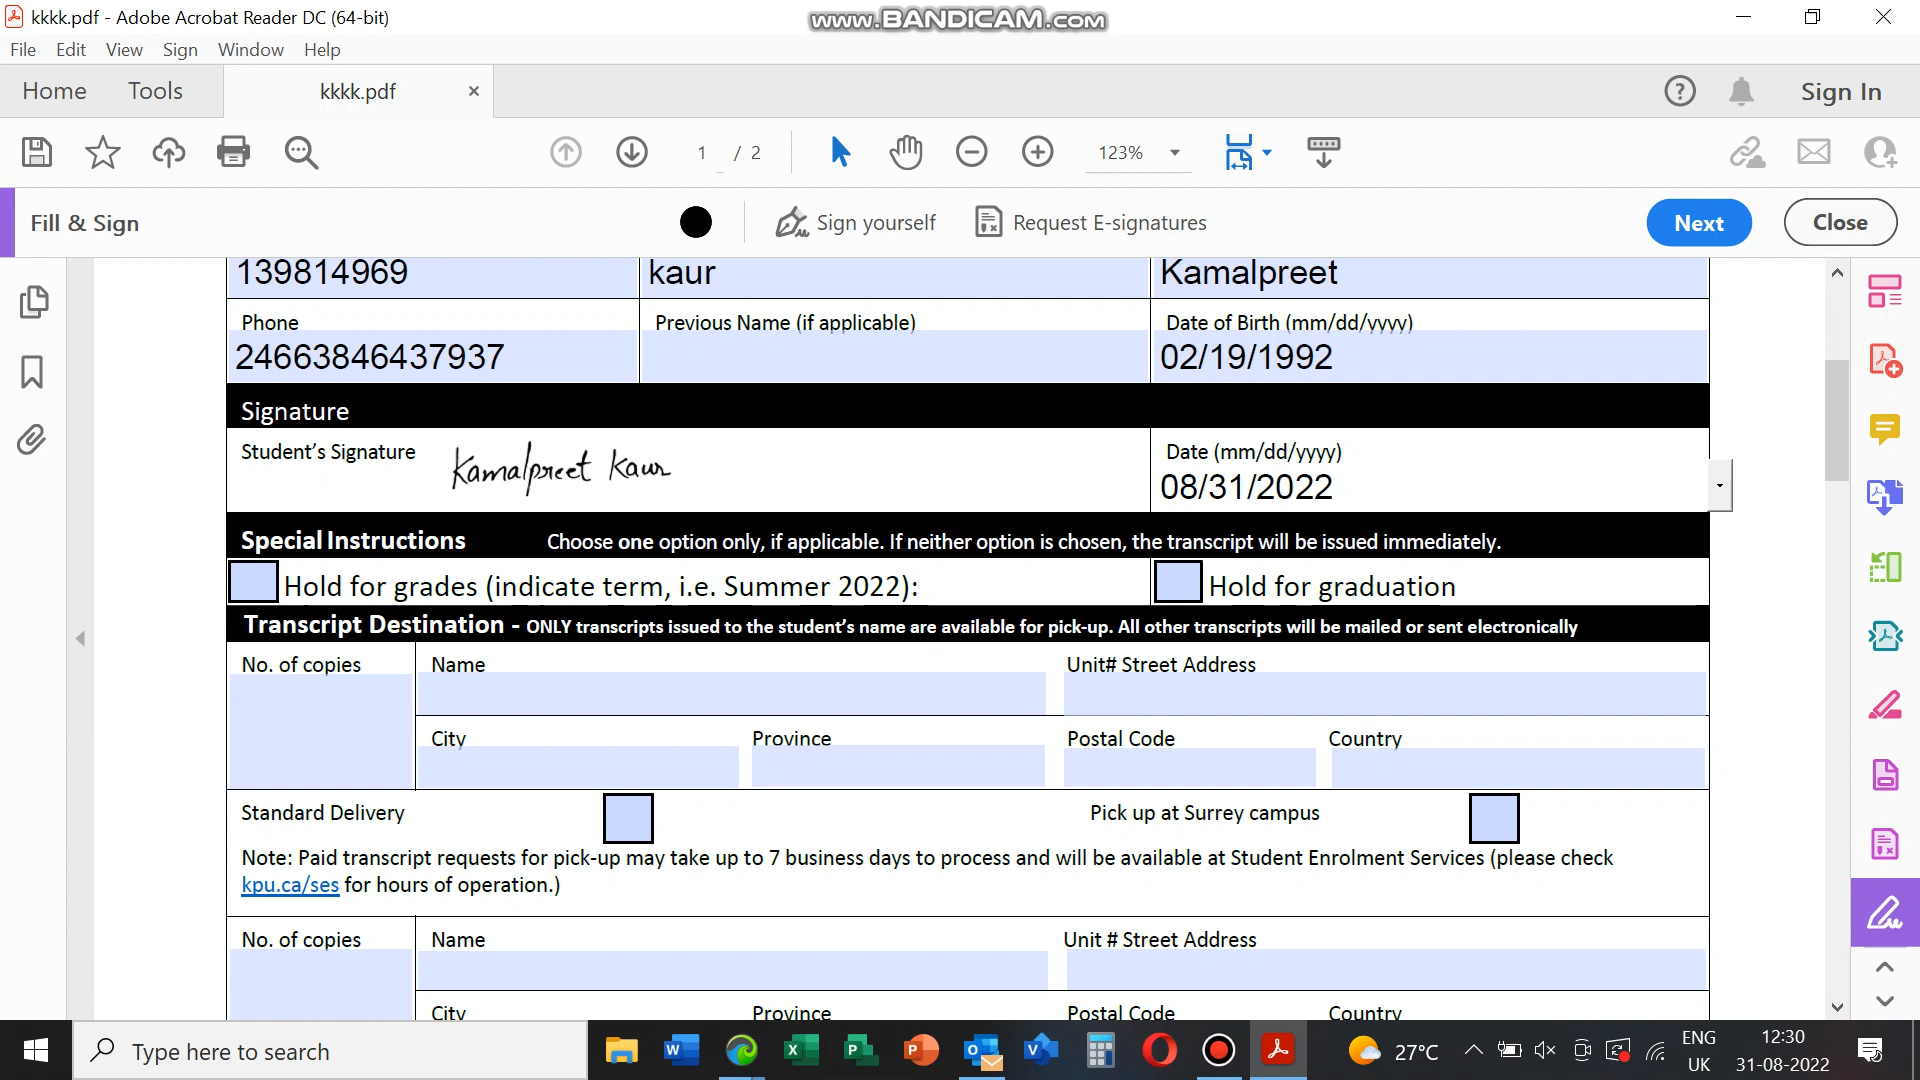 kkkk.pdf - Adobe Acrobat Reader DC (64-bit)
www.BANDICAM.com
File Edit View Sign Window Help
Home Tools kkkk.pdf × Sign In
1 / 2 123%
Fill & Sign Sign yourself Request E-signatures Next Close
139814969 kaur Kamalpreet
Phone Previous Name (if applicable) Date of Birth (mm/dd/yyyy)
24663846437937 02/19/1992
Signature
Student's Signature Kamalpreet Kaur Date (mm/dd/yyyy)
08/31/2022
Special Instructions Choose one option only, if applicable. If neither option is chosen, the transcript will be issued immediately.
Hold for grades (indicate term, i.e. Summer 2022): Hold for graduation
Transcript Destination - ONLY transcripts issued to the student's name are available for pick-up. All other transcripts will be mailed or sent electronically
No. of copies Name Unit# Street Address
City Province Postal Code Country
Standard Delivery Pick up at Surrey campus
Note: Paid transcript requests for pick-up may take up to 7 business days to process and will be available at Student Enrolment Services (please check
kpu.ca/ses for hours of operation.)
No. of copies Name Unit # Street Address
City Province Postal Code Country
Type here to search 27°C ENG 12:30
UK 31-08-2022